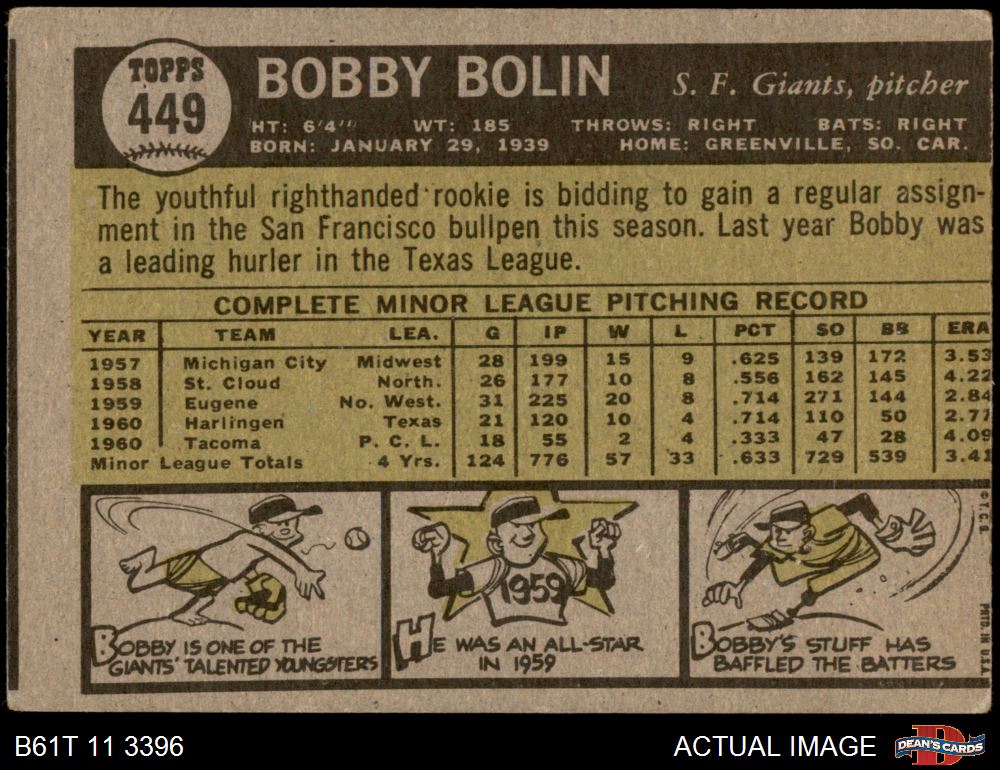 TOPPS
449
BOBBY BOLIN
S. F. Giants, pitcher
HT: 6'4" WT: 185 THROWS: RIGHT BATS: RIGHT
BORN: JANUARY 29, 1939 HOME: GREENVILLE, SO. CAR.
The youthful righthanded rookie is bidding to gain a regular assign-
ment in the San Francisco bullpen this season. Last year Bobby was
a leading hurler in the Texas League.
COMPLETE MINOR LEAGUE PITCHING RECORD
YEAR TEAM LEA. G IP W L PCT SO BB ERA
1957 Michigan City Midwest 28 199 15 9 .625 139 172 3.53
1958 St. Cloud North. 26 177 10 8 .556 162 145 4.22
1959 Eugene No. West. 31 225 20 8 .714 271 144 2.84
1960 Harlingen Texas 21 120 10 4 .714 110 50 2.77
1960 Tacoma P. C. L. 18 55 2 4 .333 47 28 4.09
Minor League Totals 4 Yrs. 124 776 57 33 .633 729 539 3.41
BOBBY IS ONE OF THE
GIANTS' TALENTED YOUNGSTERS
1959
HE WAS AN ALL-STAR
IN 1959
BOBBY'S STUFF HAS
BAFFLED THE BATTERS
© T. C. G.
PRTD. IN U.S.A.
B61T 11 3396
ACTUAL IMAGE
D
DEAN'S CARDS